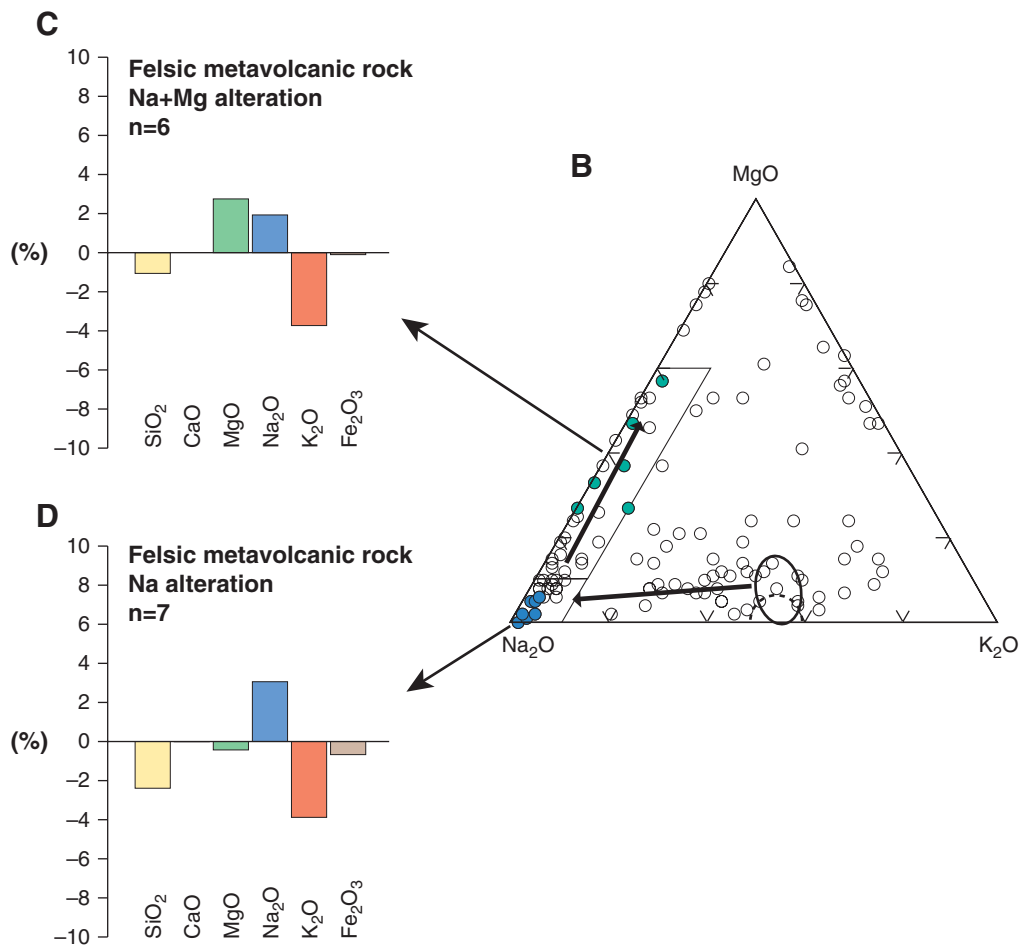 C
Felsic metavolcanic rock
Na+Mg alteration
n=6
10
8
6
4
2
0
−2
−4
−6
−8
−10
(%)
SiO₂
CaO
MgO
Na₂O
K₂O
Fe₂O₃
B
MgO
Na₂O
K₂O
D
Felsic metavolcanic rock
Na alteration
n=7
10
8
6
4
2
0
−2
−4
−6
−8
−10
(%)
SiO₂
CaO
MgO
Na₂O
K₂O
Fe₂O₃